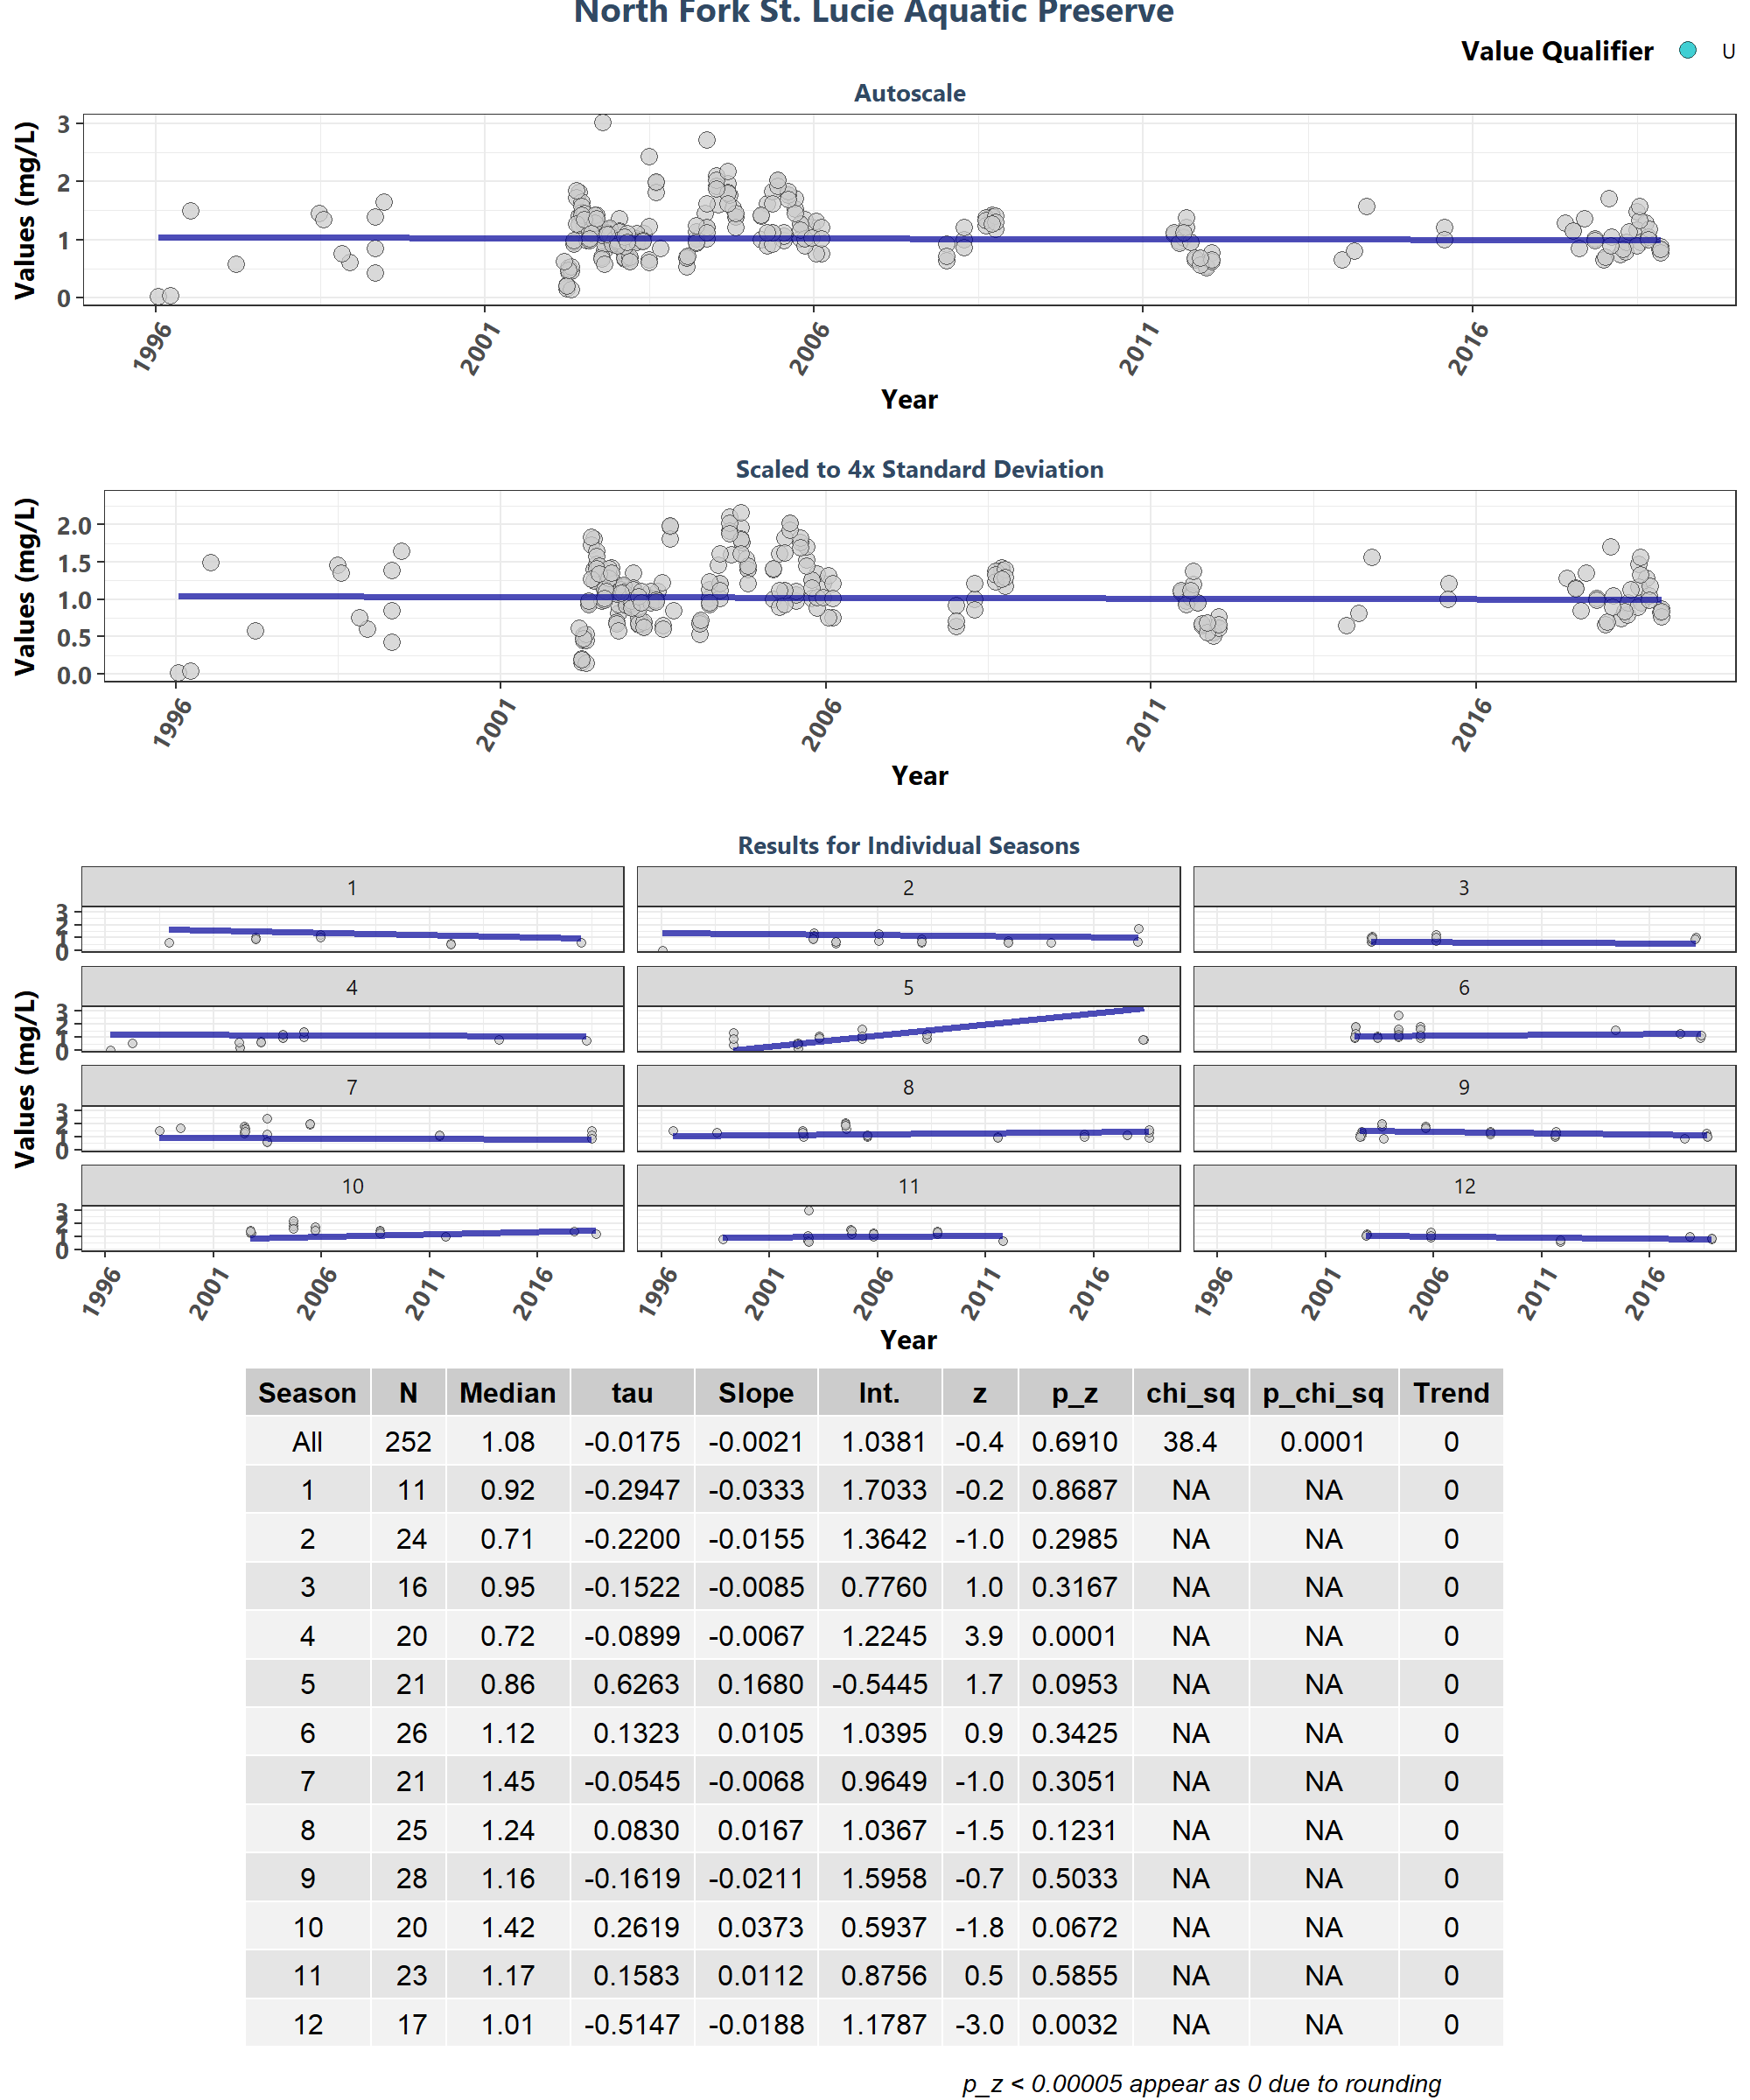 North Fork St. Lucie Aquatic Preserve
Value Qualifier U
Autoscale
Values (mg/L)
3
2
1
0
1996 2001 2006 2011 2016
Year
Scaled to 4x Standard Deviation
Values (mg/L)
2.0
1.5
1.0
0.5
0.0
1996 2001 2006 2011 2016
Year
Results for Individual Seasons
Values (mg/L)
1 2 3
3
2
1
0
4 5 6
3
2
1
0
7 8 9
3
2
1
0
10 11 12
3
2
1
0
1996 2001 2006 2011 2016 1996 2001 2006 2011 2016 1996 2001 2006 2011 2016
Year
Season N Median tau Slope Int. z p_z chi_sq p_chi_sq Trend
All 252 1.08 -0.0175 -0.0021 1.0381 -0.4 0.6910 38.4 0.0001 0
1 11 0.92 -0.2947 -0.0333 1.7033 -0.2 0.8687 NA NA 0
2 24 0.71 -0.2200 -0.0155 1.3642 -1.0 0.2985 NA NA 0
3 16 0.95 -0.1522 -0.0085 0.7760 1.0 0.3167 NA NA 0
4 20 0.72 -0.0899 -0.0067 1.2245 3.9 0.0001 NA NA 0
5 21 0.86 0.6263 0.1680 -0.5445 1.7 0.0953 NA NA 0
6 26 1.12 0.1323 0.0105 1.0395 0.9 0.3425 NA NA 0
7 21 1.45 -0.0545 -0.0068 0.9649 -1.0 0.3051 NA NA 0
8 25 1.24 0.0830 0.0167 1.0367 -1.5 0.1231 NA NA 0
9 28 1.16 -0.1619 -0.0211 1.5958 -0.7 0.5033 NA NA 0
10 20 1.42 0.2619 0.0373 0.5937 -1.8 0.0672 NA NA 0
11 23 1.17 0.1583 0.0112 0.8756 0.5 0.5855 NA NA 0
12 17 1.01 -0.5147 -0.0188 1.1787 -3.0 0.0032 NA NA 0
p_z < 0.00005 appear as 0 due to rounding